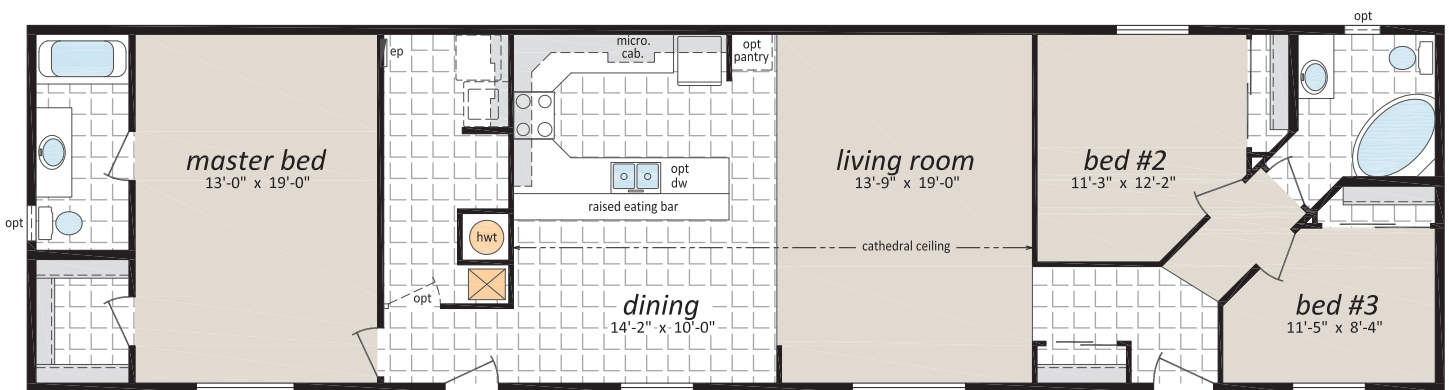 opt
ep
micro.
cab.
opt
pantry
master bed
13'-0" x 19'-0"
living room
13'-9" x 19'-0"
bed #2
11'-3" x 12'-2"
opt
dw
raised eating bar
opt
hwt
cathedral ceiling
opt
dining
14'-2" x 10'-0"
bed #3
11'-5" x 8'-4"